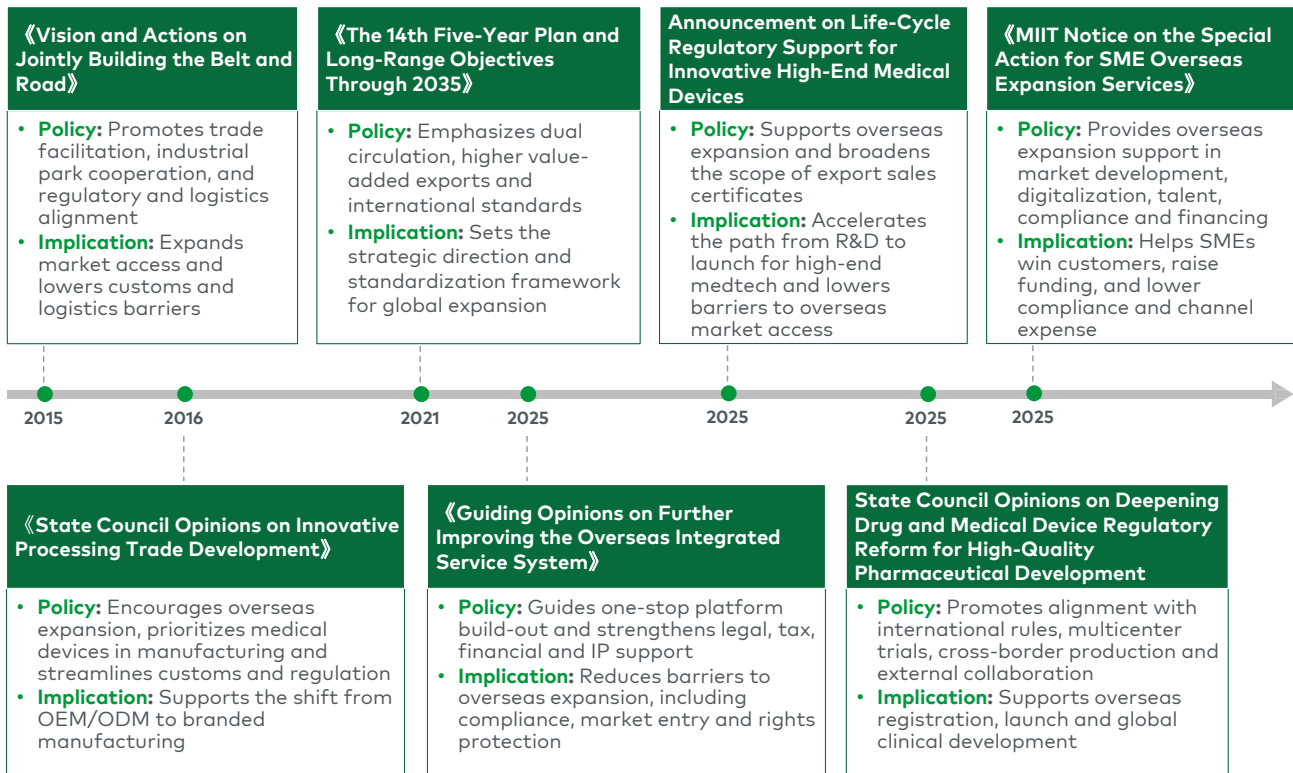 《Vision and Actions on
Jointly Building the Belt and
Road》
• Policy: Promotes trade
facilitation, industrial
park cooperation, and
regulatory and logistics
alignment
• Implication: Expands
market access and
lowers customs and
logistics barriers
《The 14th Five-Year Plan and
Long-Range Objectives
Through 2035》
• Policy: Emphasizes dual
circulation, higher value-
added exports and
international standards
• Implication: Sets the
strategic direction and
standardization framework
for global expansion
Announcement on Life-Cycle
Regulatory Support for
Innovative High-End Medical
Devices
• Policy: Supports overseas
expansion and broadens
the scope of export sales
certificates
• Implication: Accelerates
the path from R&D to
launch for high-end
medtech and lowers
barriers to overseas
market access
《MIIT Notice on the Special
Action for SME Overseas
Expansion Services》
• Policy: Provides overseas
expansion support in
market development,
digitalization, talent,
compliance and financing
• Implication: Helps SMEs
win customers, raise
funding, and lower
compliance and channel
expense
2015
2016
2021
2025
2025
2025
2025
《State Council Opinions on Innovative
Processing Trade Development》
• Policy: Encourages overseas
expansion, prioritizes medical
devices in manufacturing and
streamlines customs and regulation
• Implication: Supports the shift from
OEM/ODM to branded
manufacturing
《Guiding Opinions on Further
Improving the Overseas Integrated
Service System》
• Policy: Guides one-stop platform
build-out and strengthens legal, tax,
financial and IP support
• Implication: Reduces barriers to
overseas expansion, including
compliance, market entry and rights
protection
State Council Opinions on Deepening
Drug and Medical Device Regulatory
Reform for High-Quality
Pharmaceutical Development
• Policy: Promotes alignment with
international rules, multicenter
trials, cross-border production and
external collaboration
• Implication: Supports overseas
registration, launch and global
clinical development